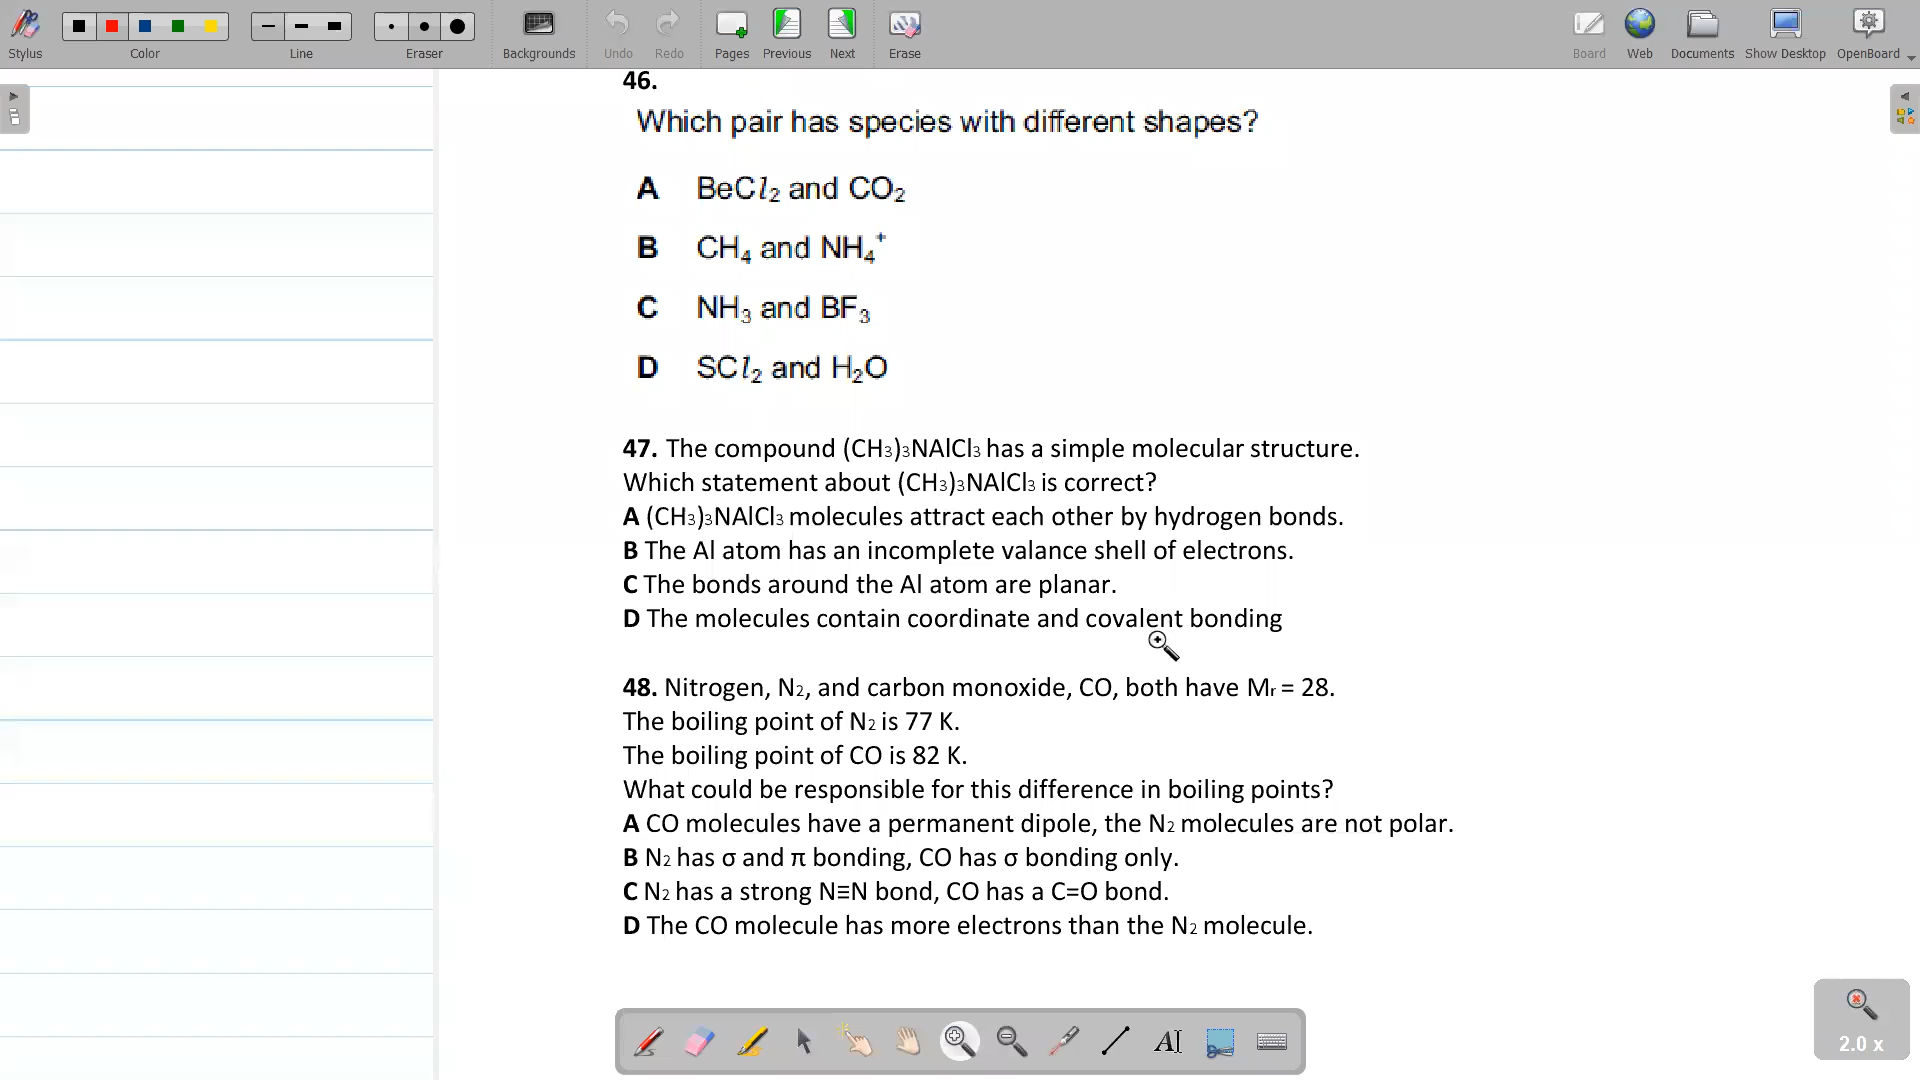 Stylus
Color
Line
Eraser
Backgrounds
Undo
Redo
Pages
Previous
Next
Erase
Board
Web
Documents
Show Desktop
OpenBoard
46.
Which pair has species with different shapes?
A BeCl₂ and CO₂
B CH₄ and NH₄⁺
C NH₃ and BF₃
D SCl₂ and H₂O
47. The compound (CH₃)₃NAlCl₃ has a simple molecular structure.
Which statement about (CH₃)₃NAlCl₃ is correct?
A (CH₃)₃NAlCl₃ molecules attract each other by hydrogen bonds.
B The Al atom has an incomplete valance shell of electrons.
C The bonds around the Al atom are planar.
D The molecules contain coordinate and covalent bonding
48. Nitrogen, N₂, and carbon monoxide, CO, both have Mᵣ = 28.
The boiling point of N₂ is 77 K.
The boiling point of CO is 82 K.
What could be responsible for this difference in boiling points?
A CO molecules have a permanent dipole, the N₂ molecules are not polar.
B N₂ has σ and π bonding, CO has σ bonding only.
C N₂ has a strong N≡N bond, CO has a C=O bond.
D The CO molecule has more electrons than the N₂ molecule.
AI
2.0 x